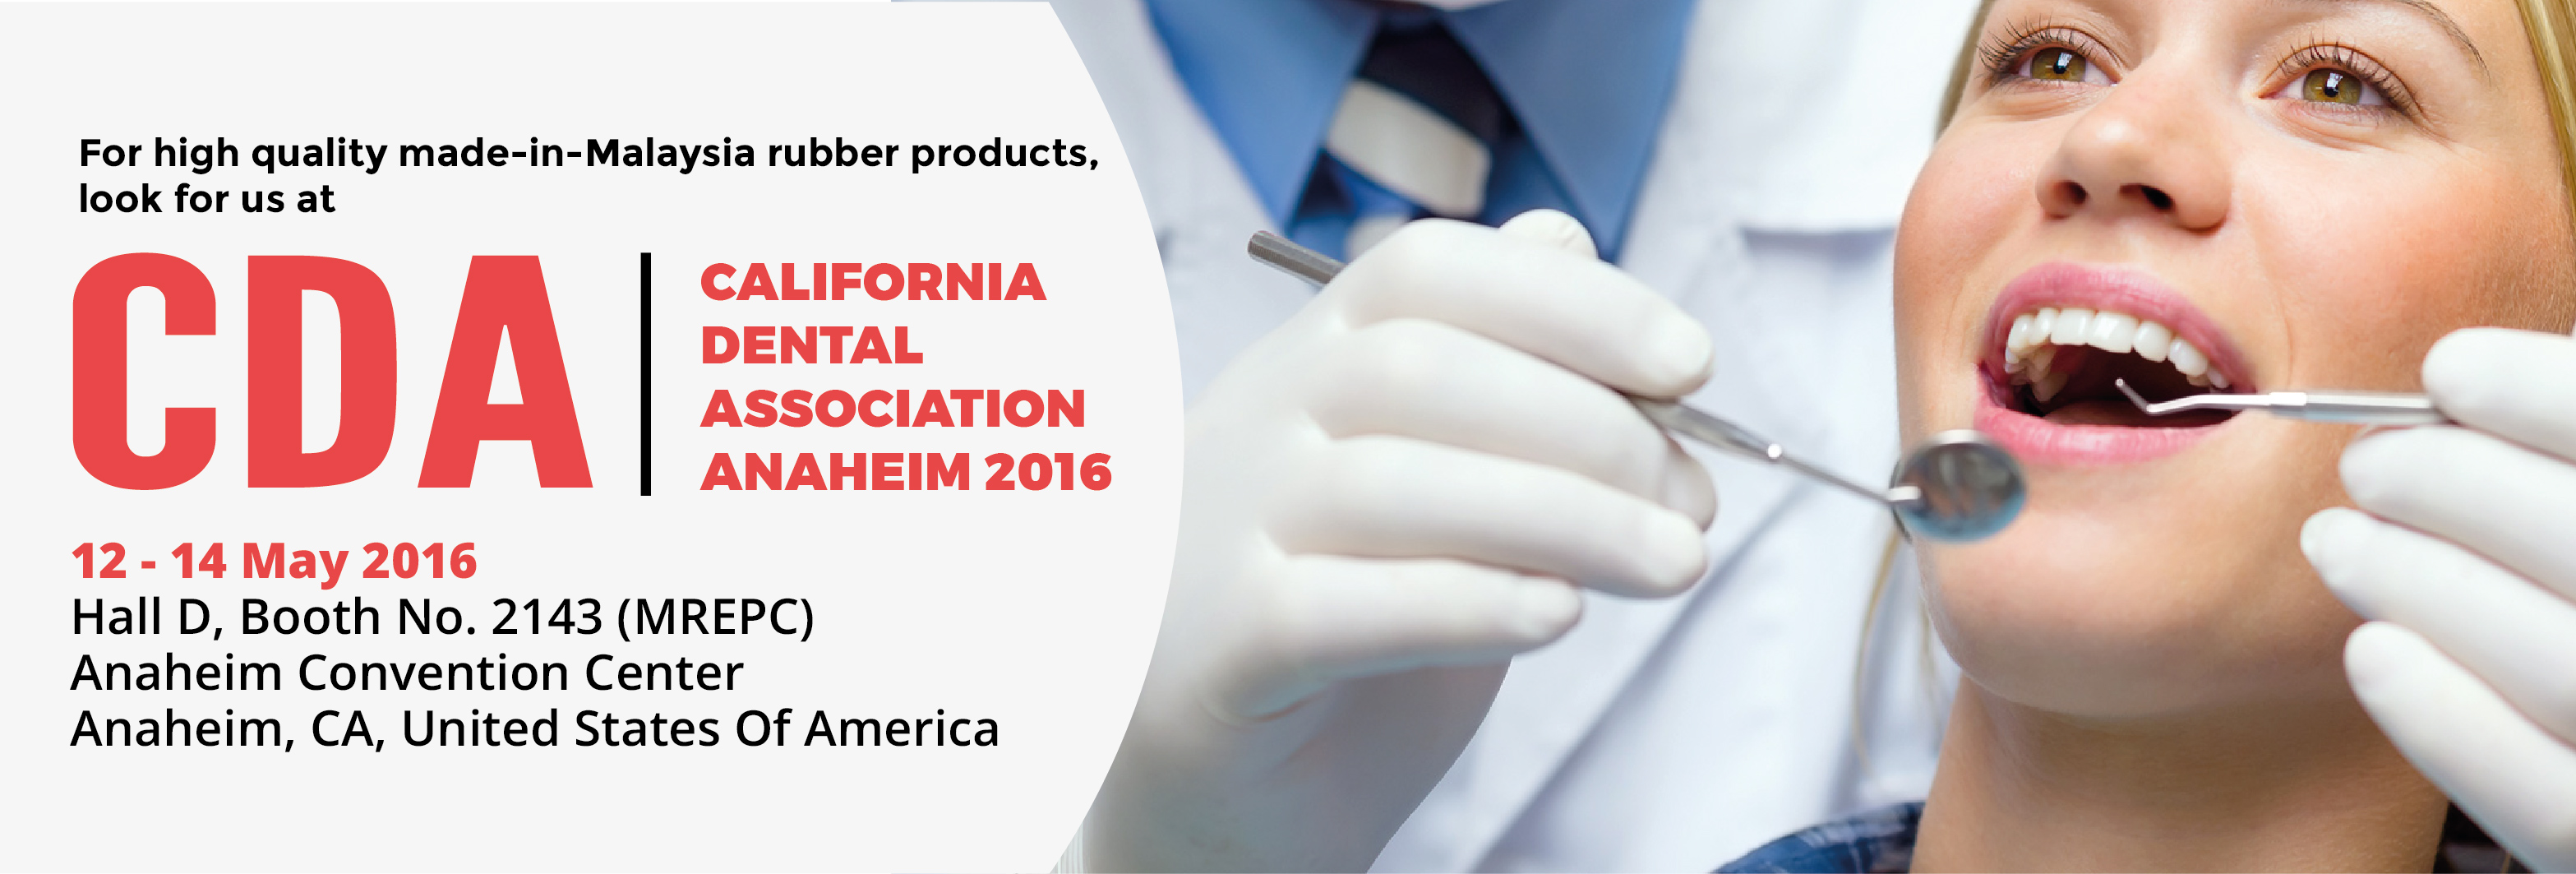 For high quality made-in-Malaysia rubber products,
look for us at
CDA
CALIFORNIA
DENTAL
ASSOCIATION
ANAHEIM 2016
12 - 14 May 2016
Hall D, Booth No. 2143 (MREPC)
Anaheim Convention Center
Anaheim, CA, United States Of America